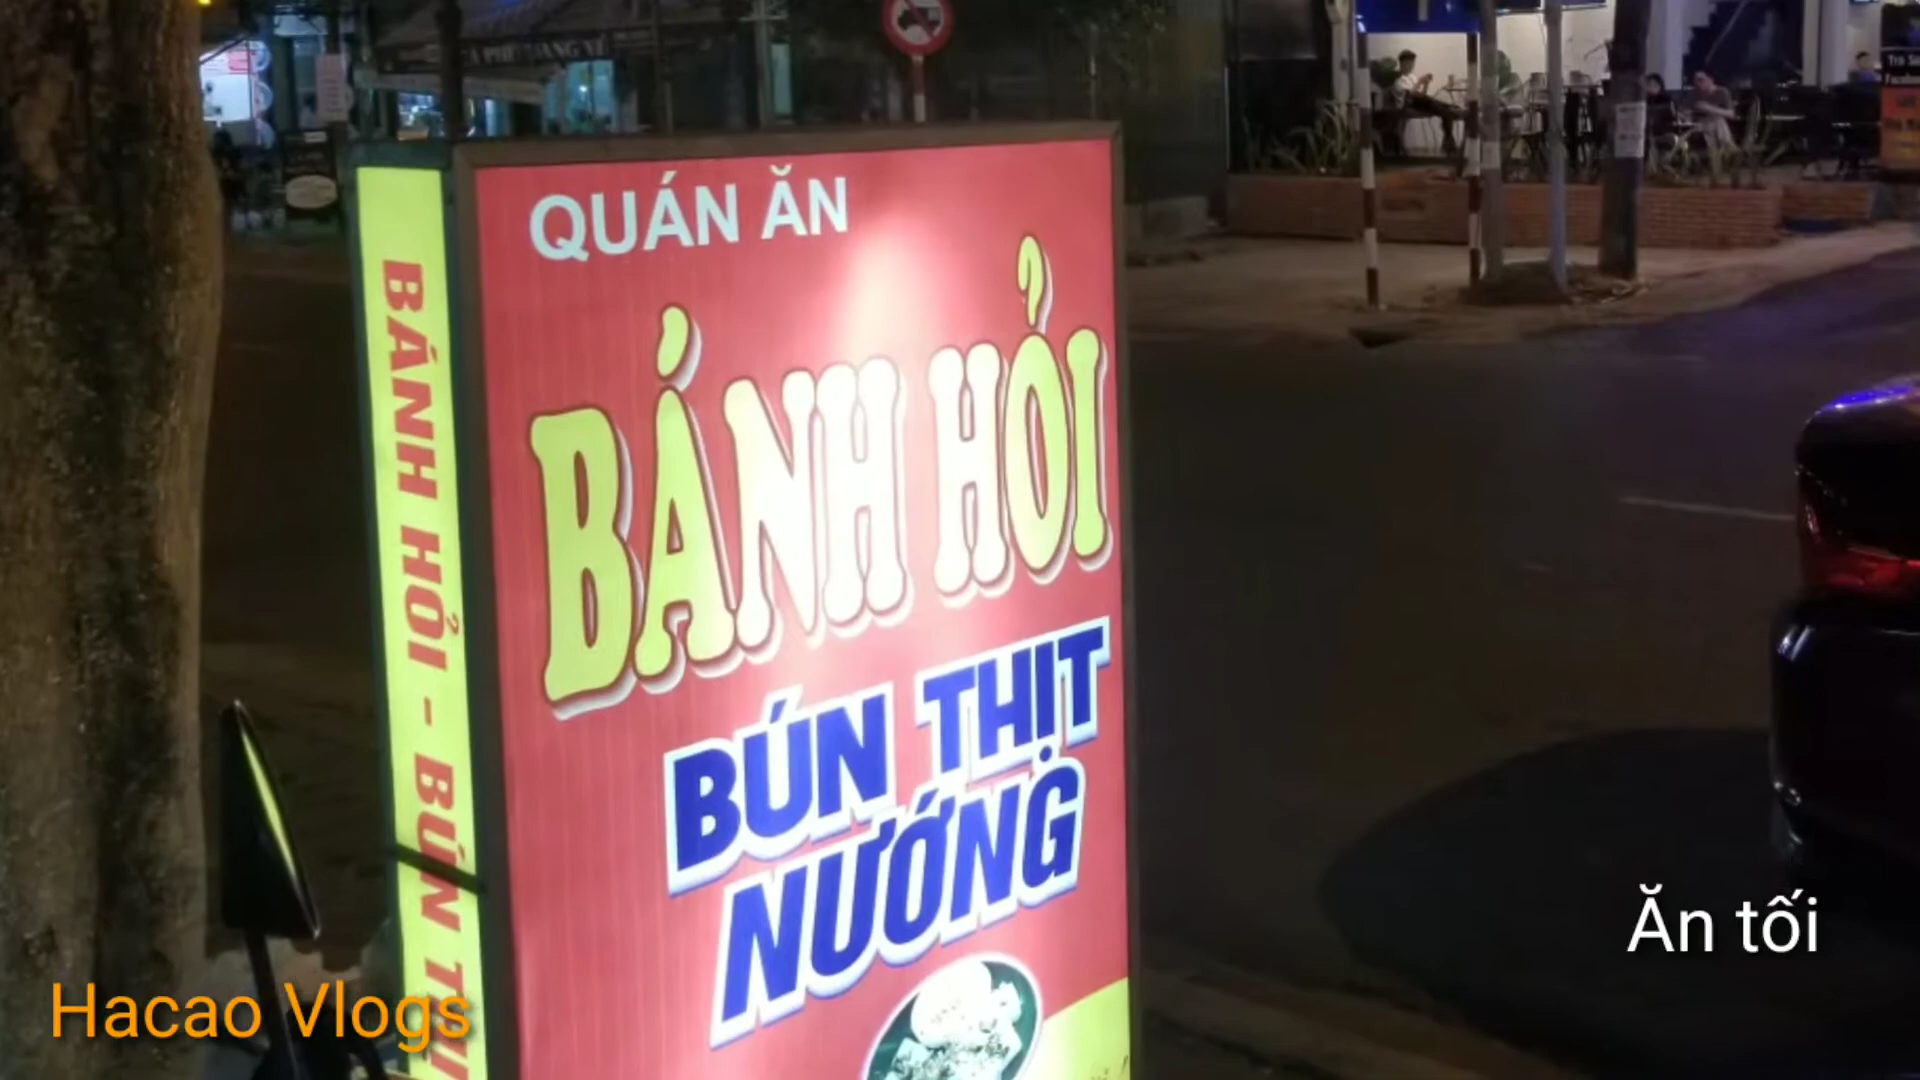 QUÁN ĂN
BÁNH HỎI
BÚN THỊT
NƯỚNG
BÁNH HỎI - BÚN
Ăn tối
Hacao Vlogs